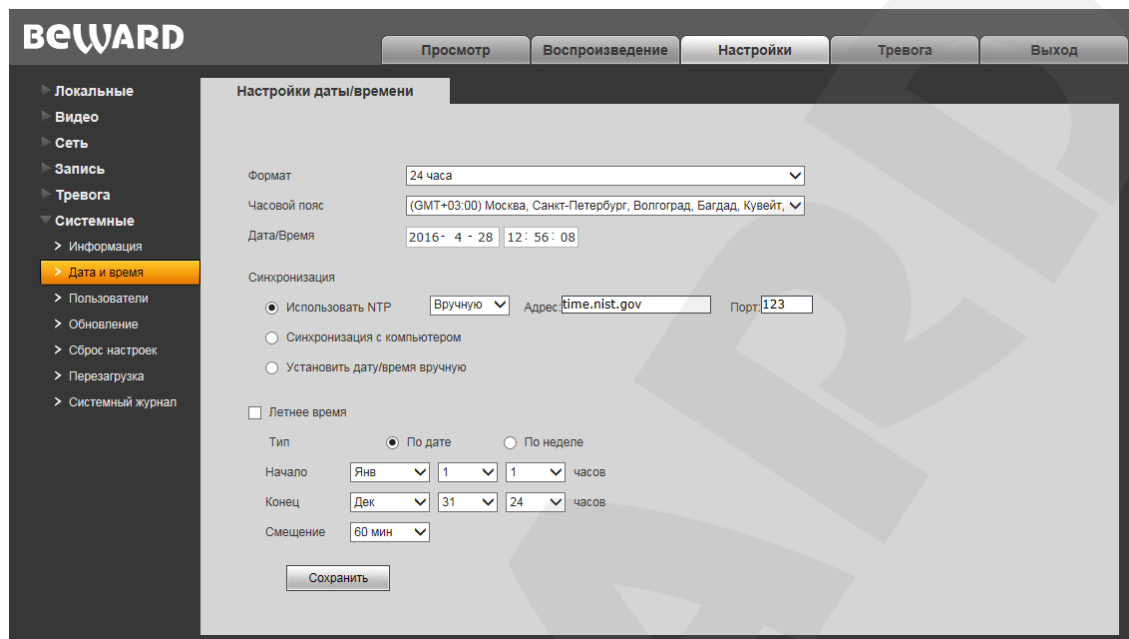 BEWARD
Просмотр Воспроизведение Настройки Тревога Выход
Локальные
Видео
Сеть
Запись
Тревога
Системные
Информация
Дата и время
Пользователи
Обновление
Сброс настроек
Перезагрузка
Системный журнал
Настройки даты/времени
Формат 24 часа
Часовой пояс (GMT+03:00) Москва, Санкт-Петербург, Волгоград, Багдад, Кувейт,
Дата/Время 2016- 4 - 28 12: 56: 08
Синхронизация
Использовать NTP Вручную Адрес: time.nist.gov Порт: 123
Синхронизация с компьютером
Установить дату/время вручную
Летнее время
Тип По дате По неделе
Начало Янв 1 1 часов
Конец Дек 31 24 часов
Смещение 60 мин
Сохранить